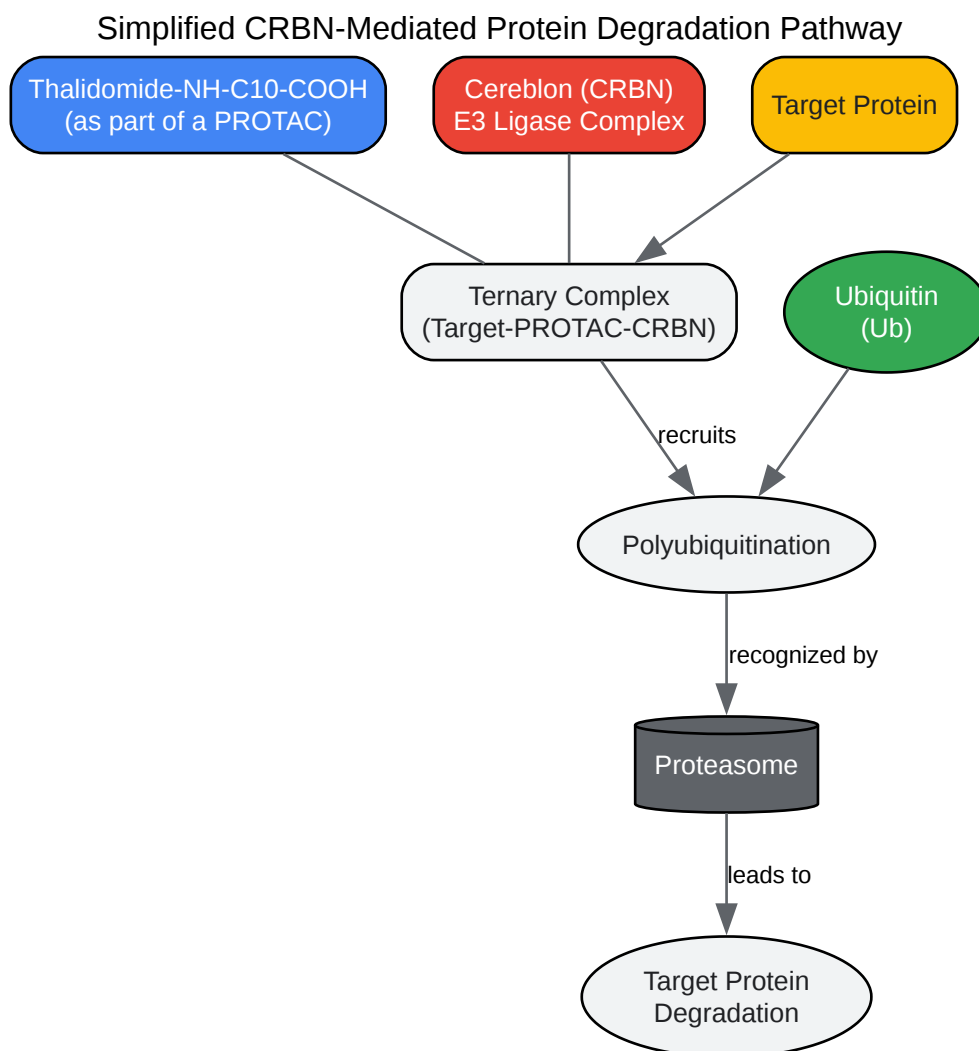 Simplified CRBN-Mediated Protein Degradation Pathway
Thalidomide-NH-C10-COOH
(as part of a PROTAC)
Cereblon (CRBN)
E3 Ligase Complex
Target Protein
Ternary Complex
(Target-PROTAC-CRBN)
Ubiquitin
(Ub)
recruits
Polyubiquitination
recognized by
Proteasome
leads to
Target Protein
Degradation